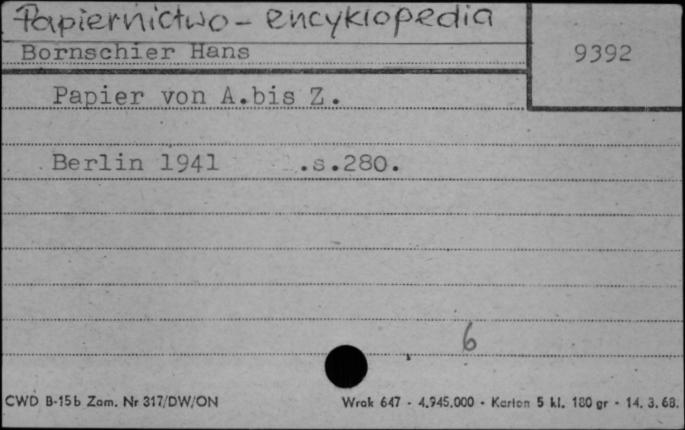 Papiernictwo - encyklopedia
Bornschier Hans
9392
Papier von A.bis Z.
Berlin 1941 .s.280.
6
CWD B-15b Zam. Nr 317/DW/ON
Wrak 647 - 4.945.000 - Karton 5 kl. 180 gr - 14. 3. 68.